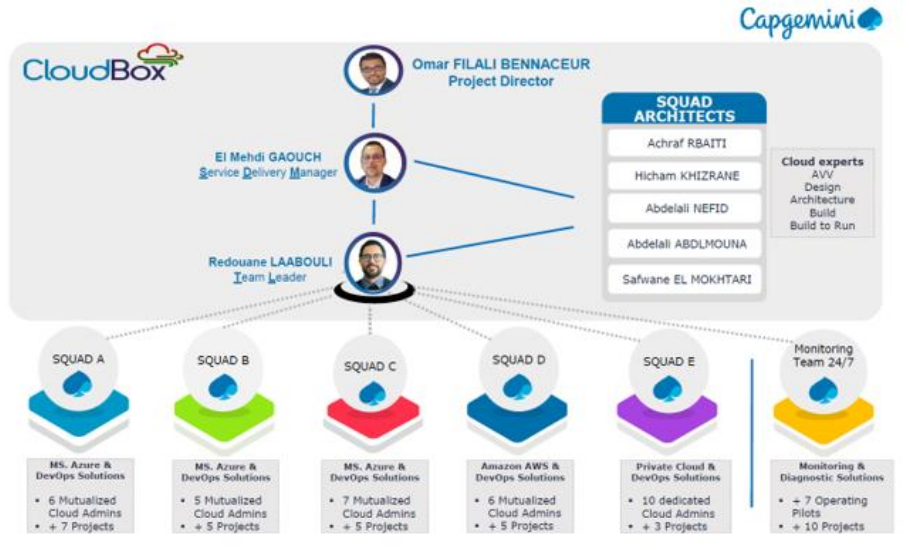 Capgemini
CloudBox
Omar FILALI BENNACEUR
Project Director
El Mehdi GAOUCH
Service Delivery Manager
Redouane LAABOULI
Team Leader
SQUAD
ARCHITECTS
Achraf RBAITI
Hicham KHIZRANE
Abdelali NEFID
Abdelali ABDLMOUNA
Safwane EL MOKHTARI
Cloud experts
AVV
Design
Architecture
Build
Build to Run
SQUAD A
MS. Azure &
DevOps Solutions
▪ 6 Mutualized
Cloud Admins
▪ + 7 Projects
SQUAD B
MS. Azure &
DevOps Solutions
▪ 5 Mutualized
Cloud Admins
▪ + 5 Projects
SQUAD C
MS. Azure &
DevOps Solutions
▪ 7 Mutualized
Cloud Admins
▪ + 5 Projects
SQUAD D
Amazon AWS &
DevOps Solutions
▪ 6 Mutualized
Cloud Admins
▪ + 5 Projects
SQUAD E
Private Cloud &
DevOps Solutions
▪ 10 dedicated
Cloud Admins
▪ + 3 Projects
Monitoring
Team 24/7
Monitoring &
Diagnostic Solutions
▪ + 7 Operating
Pilots
▪ + 10 Projects